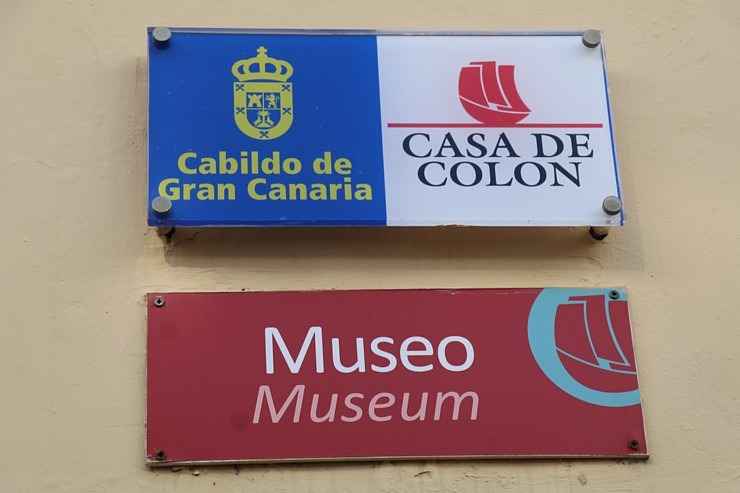 Cabildo de
Gran Canaria
CASA DE
COLON
Museo
Museum